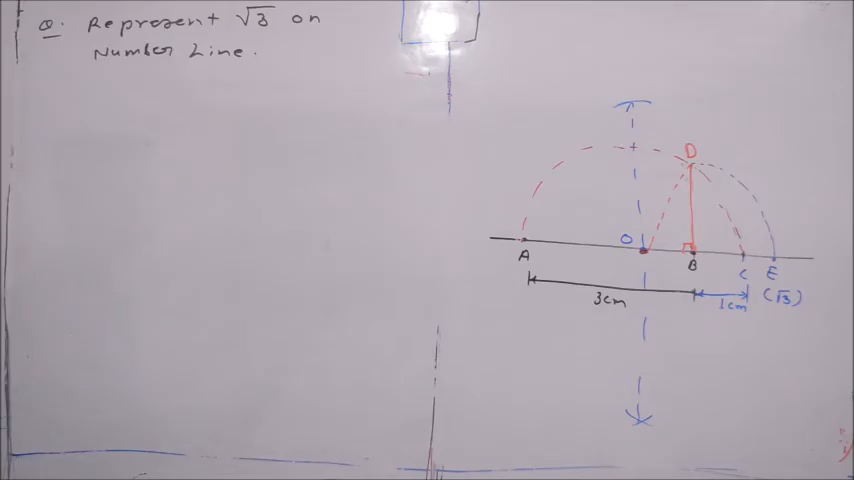 Q. Represent √3 on
Number Line.
D
O
A
B
C
E
3cm
1cm
(√3)